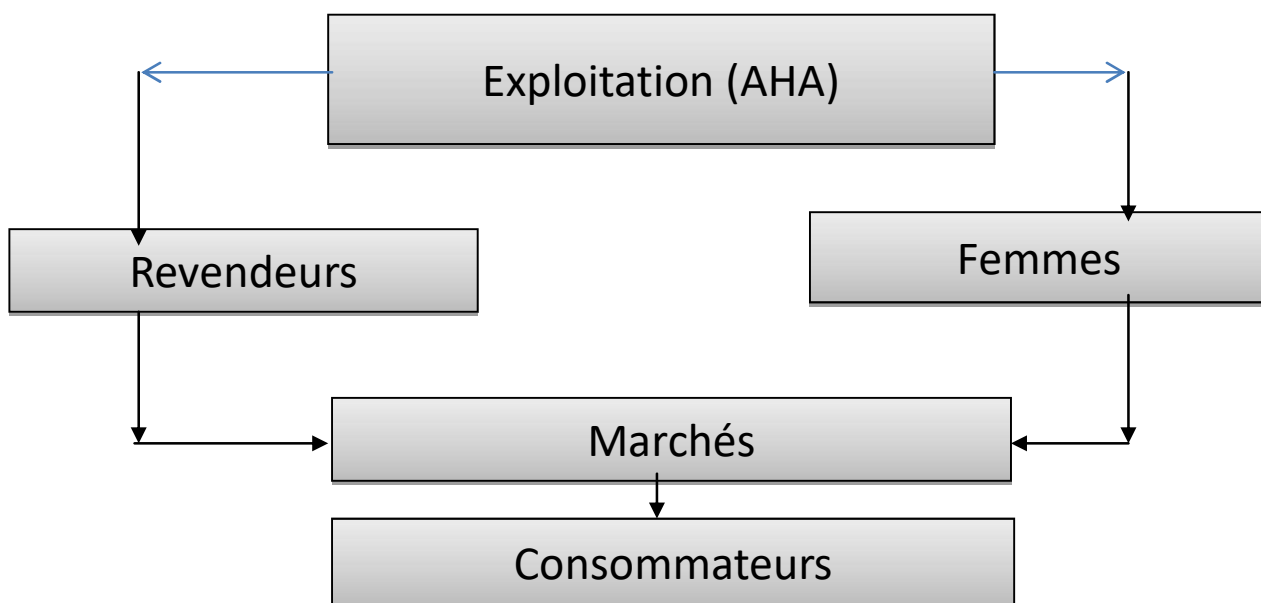 Exploitation (AHA)
Revendeurs
Femmes
Marchés
Consommateurs